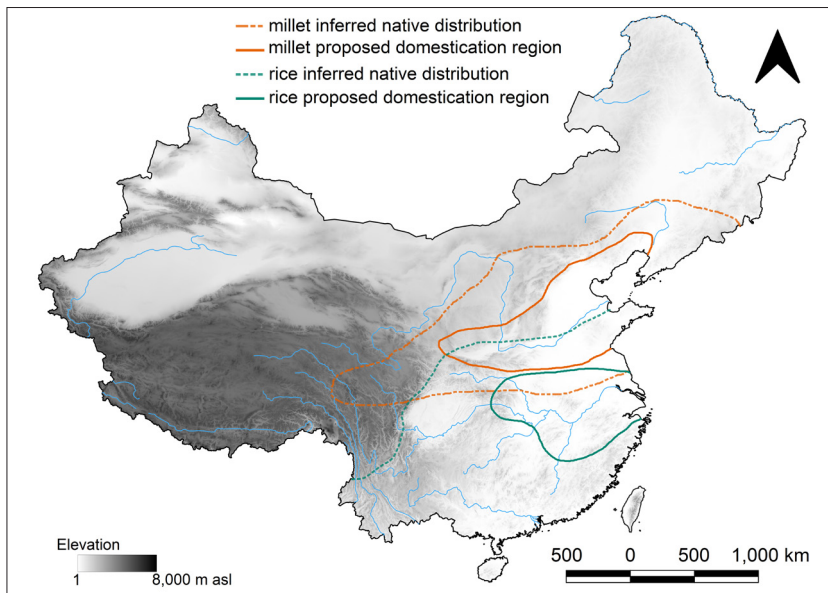 millet inferred native distribution
millet proposed domestication region
rice inferred native distribution
rice proposed domestication region
Elevation
1 8,000 m asl
500 0 500 1,000 km